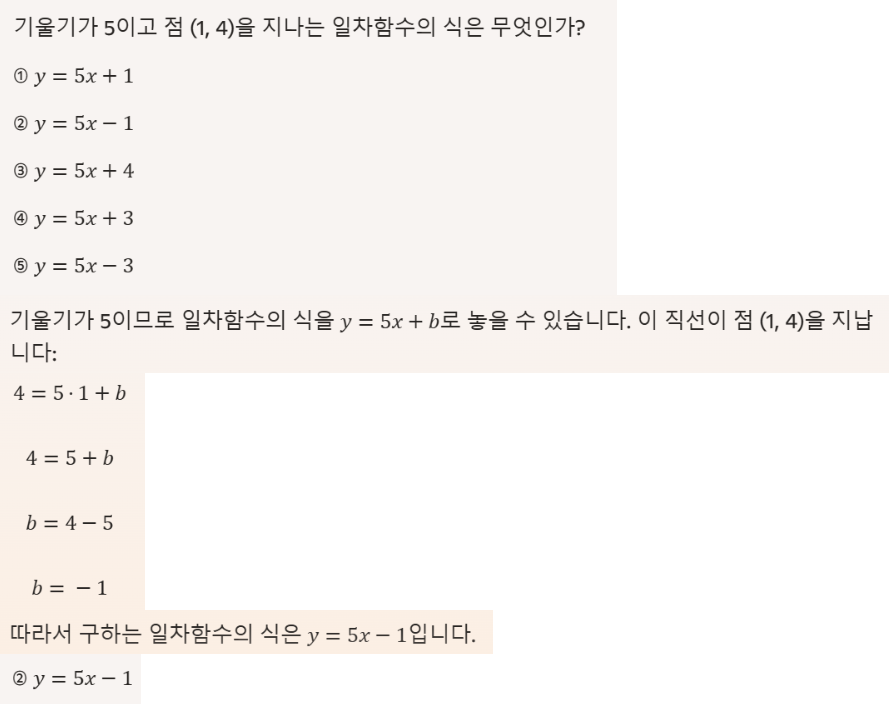 기울기가 5이고 점 (1, 4)을 지나는 일차함수의 식은 무엇인가?
① y = 5x + 1
② y = 5x − 1
③ y = 5x + 4
④ y = 5x + 3
⑤ y = 5x − 3
기울기가 5이므로 일차함수의 식을 y = 5x + b로 놓을 수 있습니다. 이 직선이 점 (1, 4)을 지납
니다:
4 = 5 · 1 + b
4 = 5 + b
b = 4 − 5
b = − 1
따라서 구하는 일차함수의 식은 y = 5x − 1입니다.
② y = 5x − 1